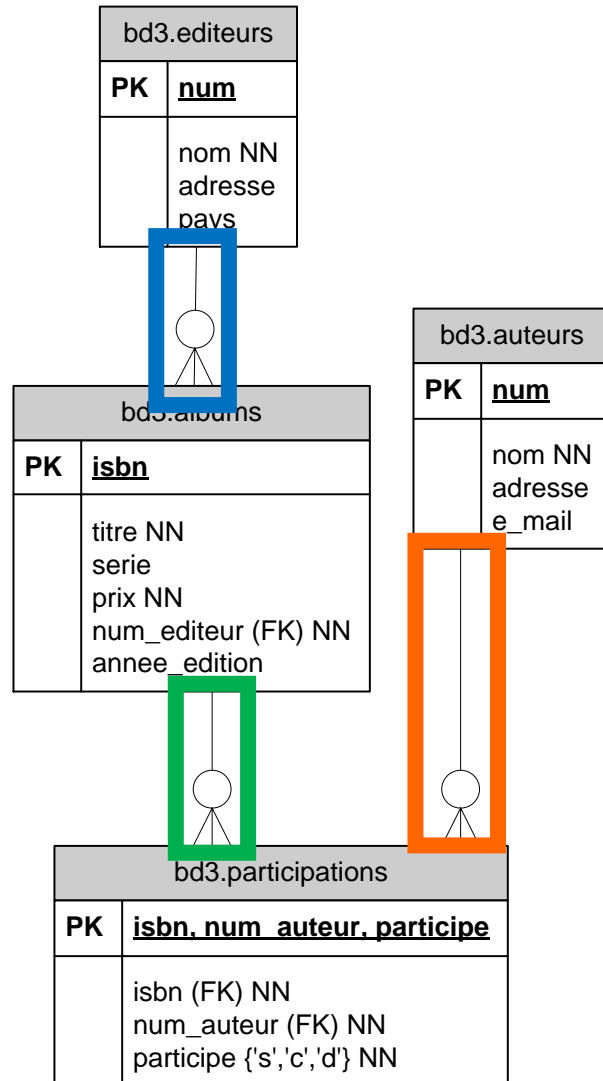 bd3.editeurs
PK num
nom NN
adresse
pays
bd3.albums
PK isbn
titre NN
serie
prix NN
num_editeur (FK) NN
annee_edition
bd3.auteurs
PK num
nom NN
adresse
e_mail
bd3.participations
PK isbn, num_auteur, participe
isbn (FK) NN
num_auteur (FK) NN
participe {'s','c','d'} NN